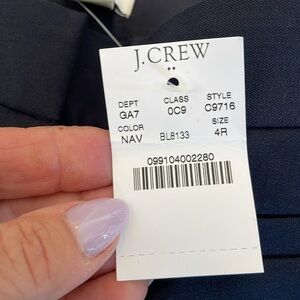 J.CREW
DEPT CLASS STYLE
GA7 0C9 C9716
COLOR SIZE
NAV BL8133 4R
099104002280